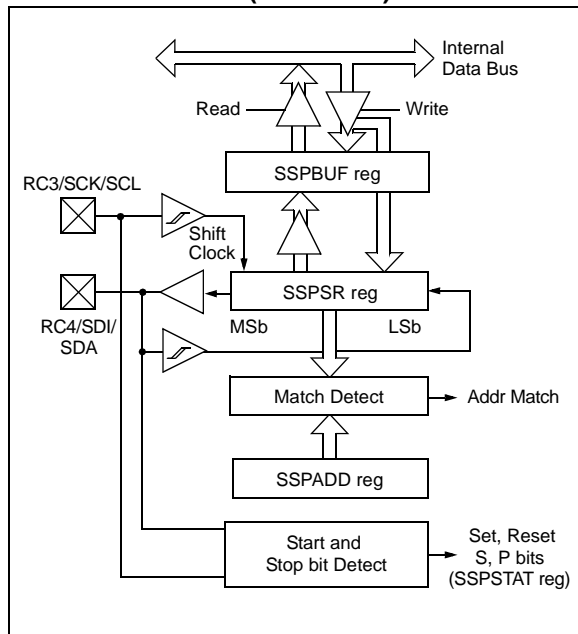 Internal
Data Bus
Read
Write
SSPBUF reg
RC3/SCK/SCL
Shift
Clock
SSPSR reg
MSb
LSb
RC4/SDI/
SDA
Match Detect
Addr Match
SSPADD reg
Start and
Stop bit Detect
Set, Reset
S, P bits
(SSPSTAT reg)